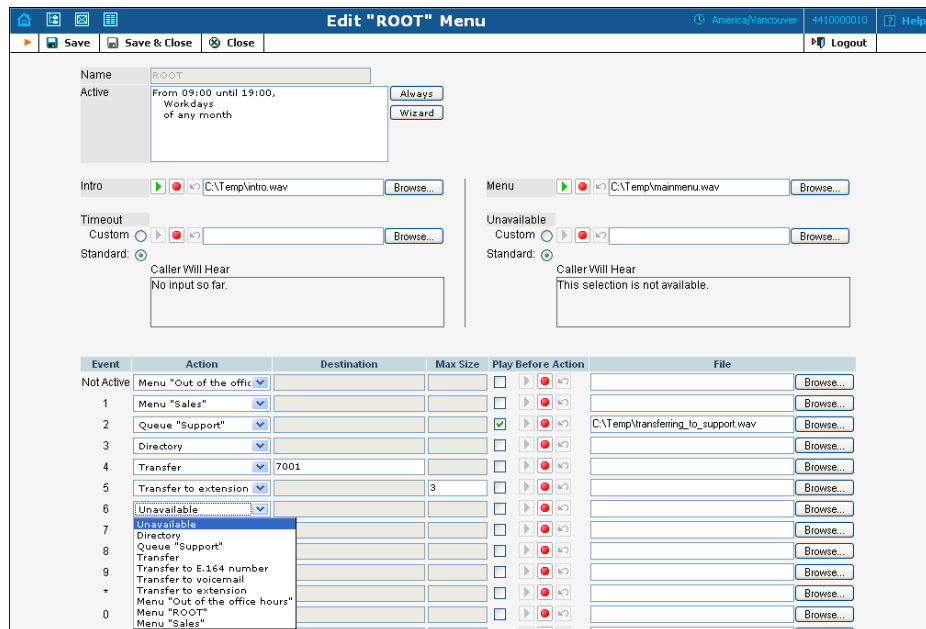 Edit "ROOT" Menu
America/Vancouver
4410000010
Help
Save
Save & Close
Close
Logout
Name
ROOT
Active
From 09:00 until 19:00,
Workdays
of any month
Always
Wizard
Intro
C:\Temp\intro.wav
Browse...
Menu
C:\Temp\mainmenu.wav
Browse...
Timeout
Custom
Browse...
Standard:
Caller Will Hear
No input so far.
Unavailable
Custom
Browse...
Standard:
Caller Will Hear
This selection is not available.
Event Action Destination Max Size Play Before Action File
Not Active Menu "Out of the offic Browse...
1 Menu "Sales" Browse...
2 Queue "Support" C:\Temp\transferring_to_support.wav Browse...
3 Directory Browse...
4 Transfer 7001 Browse...
5 Transfer to extension 3 Browse...
6 Unavailable Browse...
7 Browse...
8 Browse...
9 Browse...
* Browse...
0 Browse...
Unavailable
Directory
Queue "Support"
Transfer
Transfer to E.164 number
Transfer to voicemail
Transfer to extension
Menu "Out of the office hours"
Menu "ROOT"
Menu "Sales"